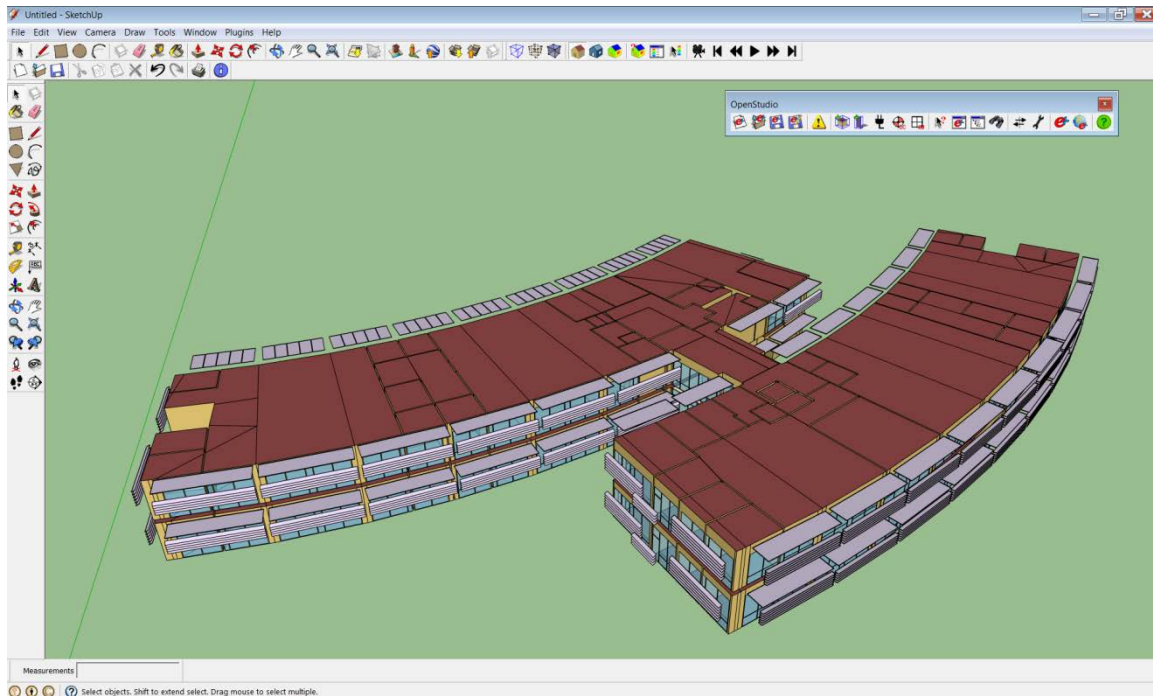 Untitled - SketchUp
File Edit View Camera Draw Tools Window Plugins Help
OpenStudio
Measurements
Select objects. Shift to extend select. Drag mouse to select multiple.